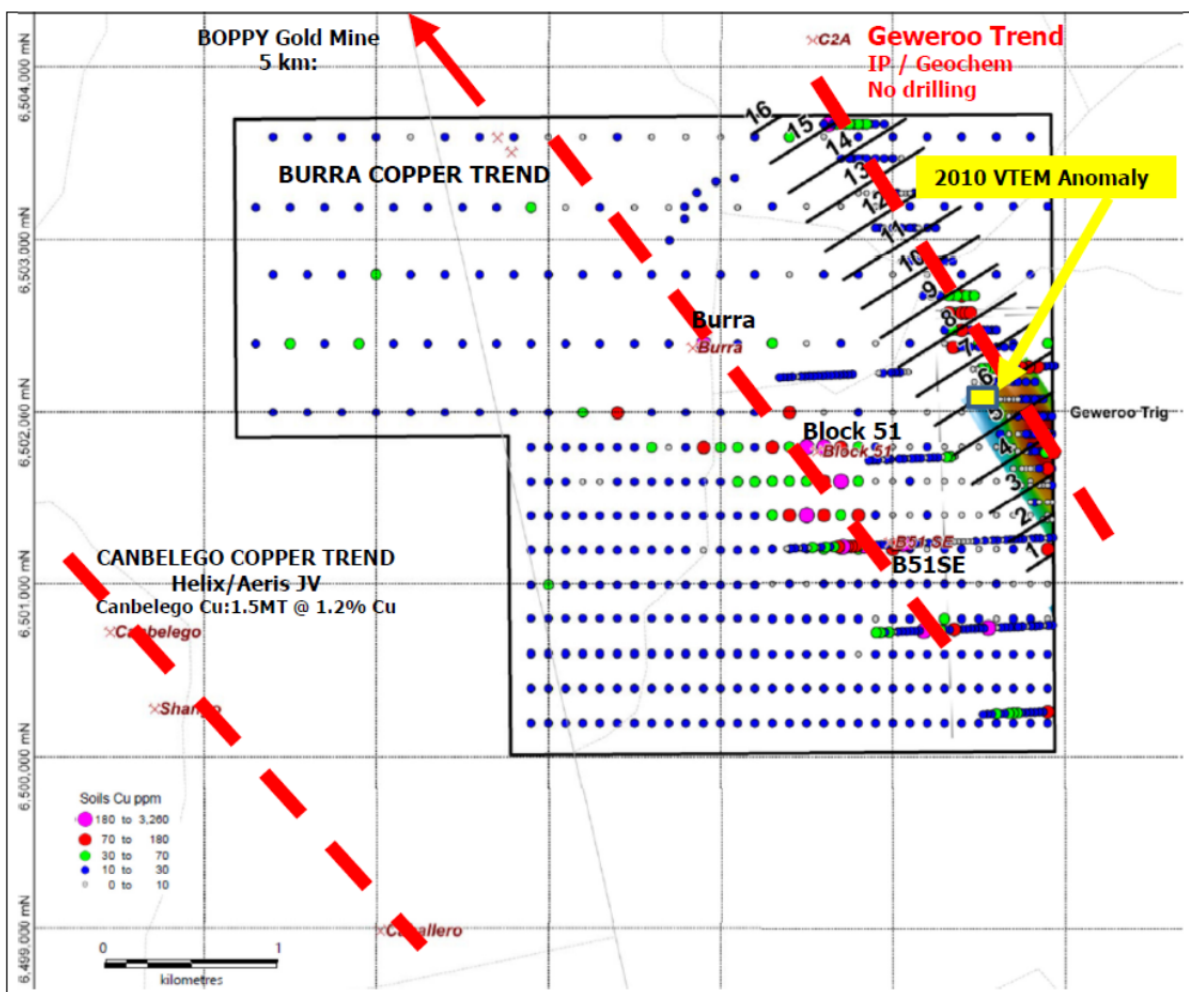 BOPPY Gold Mine
5 km:
C2A
Geweroo Trend
IP / Geochem
No drilling
6,504,000 mN
16
15
14
13
12
11
10
9
8
7
6
5
4
3
2
1
2010 VTEM Anomaly
BURRA COPPER TREND
6,503,000 mN
Burra
Burra
6,502,000 mN
Geweroo Trig
Block 51
Block 51
B51 SE
B51SE
CANBELEGO COPPER TREND
Helix/Aeris JV
Canbelego Cu:1.5MT @ 1.2% Cu
6,501,000 mN
Canbelego
Shango
6,500,000 mN
Soils Cu ppm
180 to 3,260
70 to 180
30 to 70
10 to 30
0 to 10
Caballero
6,499,000 mN
0 1
kilometres